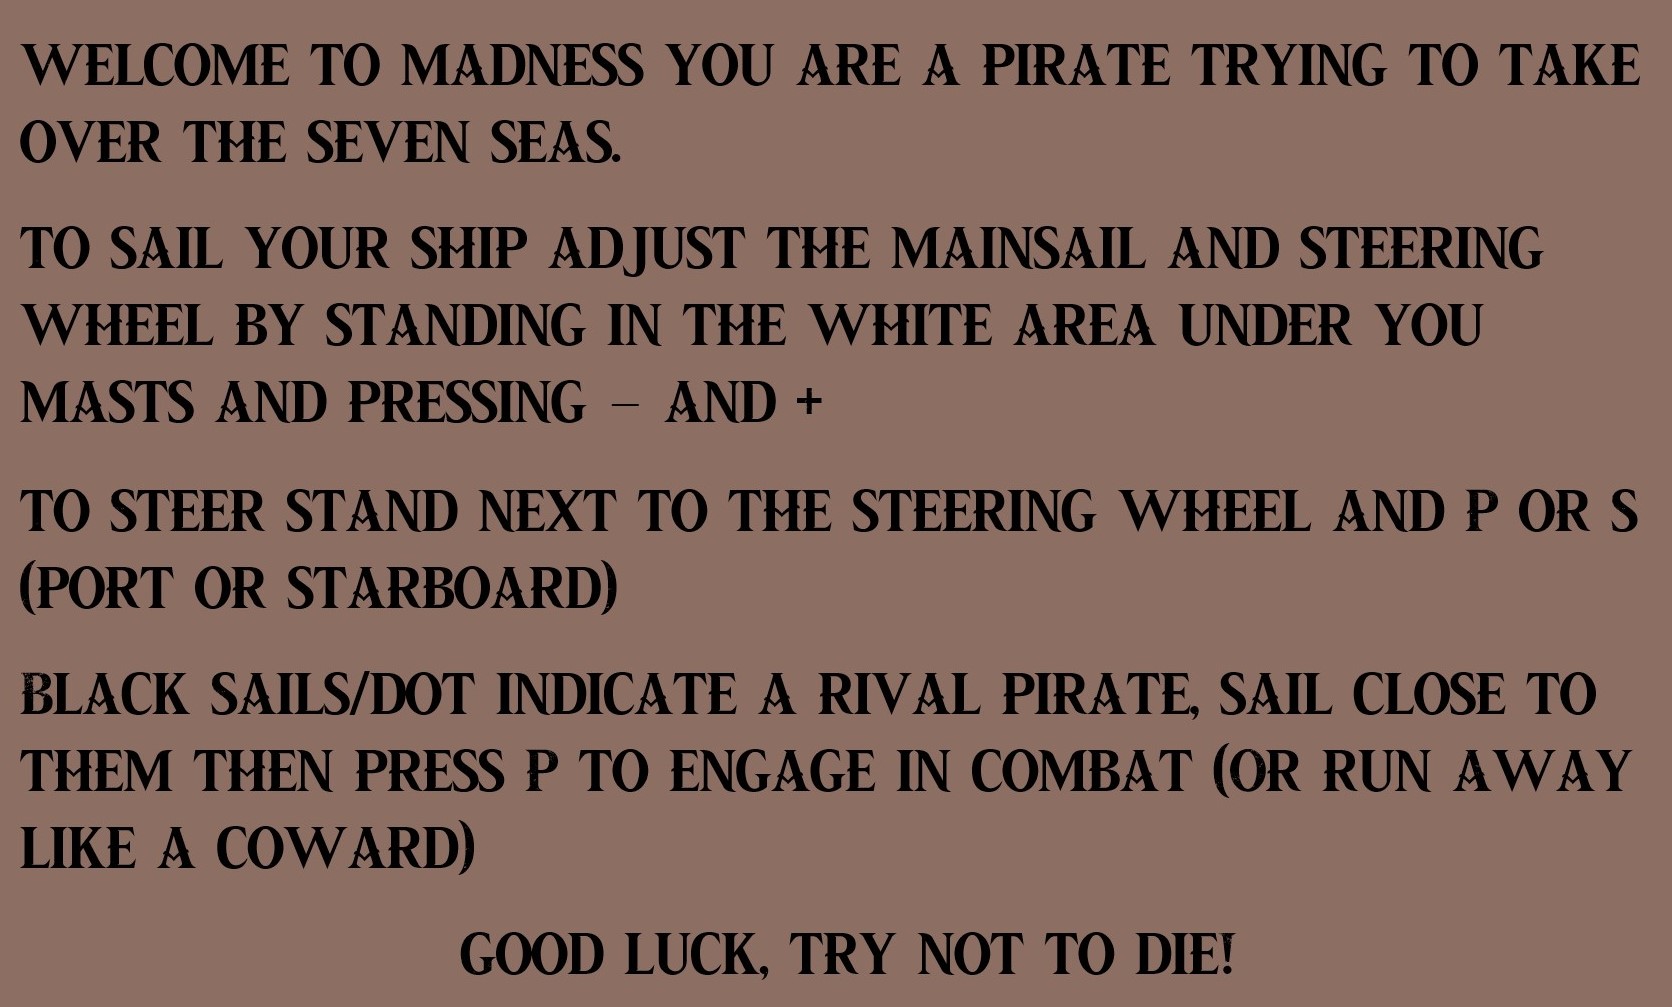 WELCOME TO MADNESS YOU ARE A PIRATE TRYING TO TAKE
OVER THE SEVEN SEAS.
TO SAIL YOUR SHIP ADJUST THE MAINSAIL AND STEERING
WHEEL BY STANDING IN THE WHITE AREA UNDER YOU
MASTS AND PRESSING – AND +
TO STEER STAND NEXT TO THE STEERING WHEEL AND P OR S
(PORT OR STARBOARD)
BLACK SAILS/DOT INDICATE A RIVAL PIRATE, SAIL CLOSE TO
THEM THEN PRESS P TO ENGAGE IN COMBAT (OR RUN AWAY
LIKE A COWARD)
GOOD LUCK, TRY NOT TO DIE!